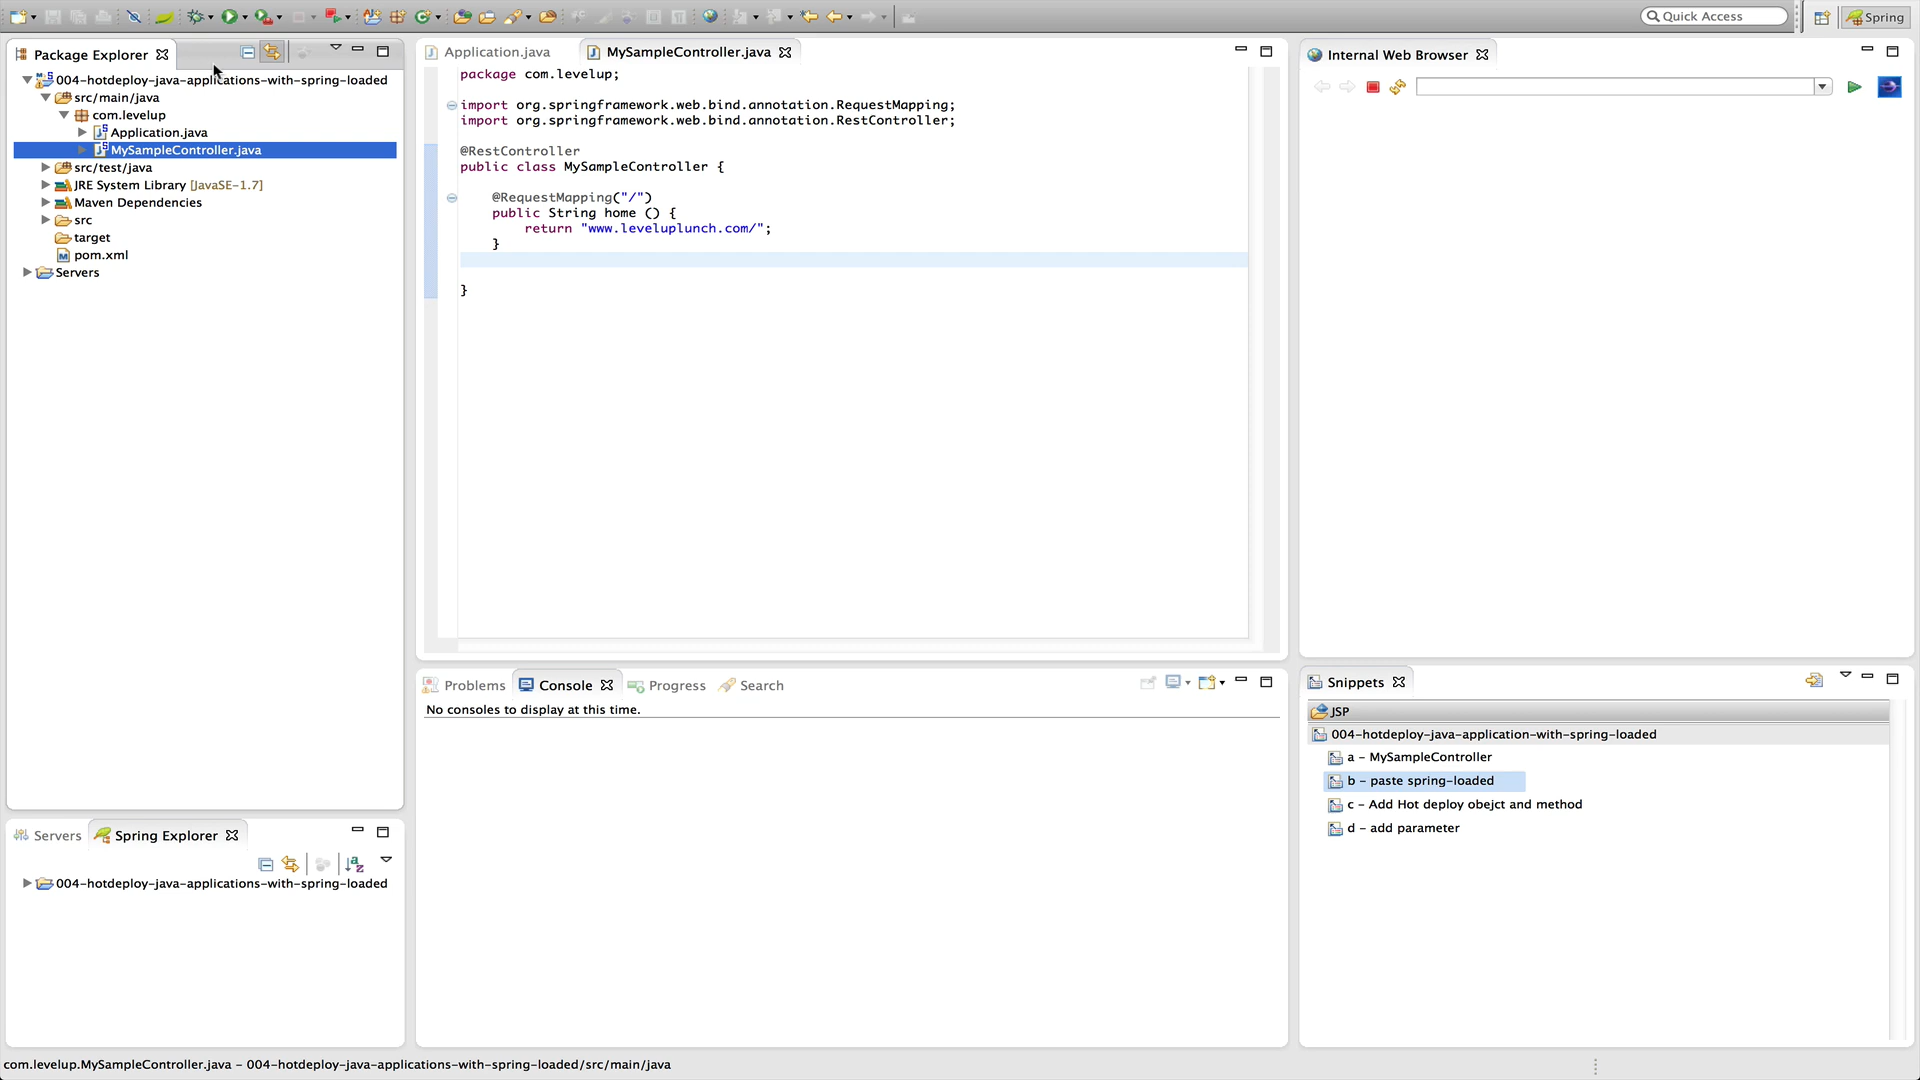 Quick Access
Spring
Package Explorer
004-hotdeploy-java-applications-with-spring-loaded
src/main/java
com.levelup
Application.java
MySampleController.java
src/test/java
JRE System Library [JavaSE-1.7]
Maven Dependencies
src
target
pom.xml
Servers
Application.java
MySampleController.java
package com.levelup;
import org.springframework.web.bind.annotation.RequestMapping;
import org.springframework.web.bind.annotation.RestController;
@RestController
public class MySampleController {
@RequestMapping("/")
public String home () {
return "www.leveluplunch.com/";
}
}
Internal Web Browser
Problems
Console
Progress
Search
No consoles to display at this time.
Snippets
JSP
004-hotdeploy-java-application-with-spring-loaded
a - MySampleController
b - paste spring-loaded
c - Add Hot deploy obejct and method
d - add parameter
Servers
Spring Explorer
004-hotdeploy-java-applications-with-spring-loaded
com.levelup.MySampleController.java - 004-hotdeploy-java-applications-with-spring-loaded/src/main/java